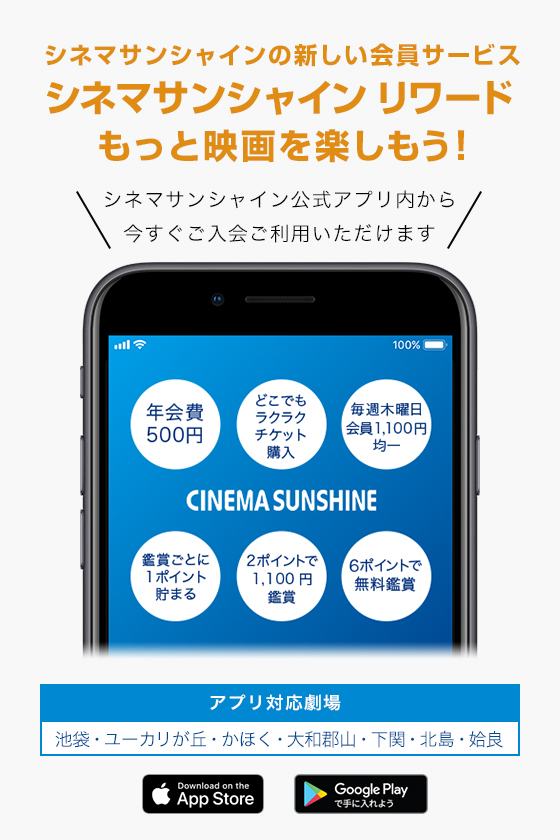 シネマサンシャインの新しい会員サービス
シネマサンシャイン リワード
もっと映画を楽しもう！
シネマサンシャイン公式アプリ内から
今すぐご入会ご利用いただけます
100%
年会費
500円
どこでも
ラクラク
チケット
購入
毎週木曜日
会員1,100円
均一
CINEMA SUNSHINE
鑑賞ごとに
1ポイント
貯まる
2ポイントで
1,100 円
鑑賞
6ポイントで
無料鑑賞
アプリ対応劇場
池袋・ユーカリが丘・かほく・大和郡山・下関・北島・姶良
Download on the
App Store
Google Play
で手に入れよう